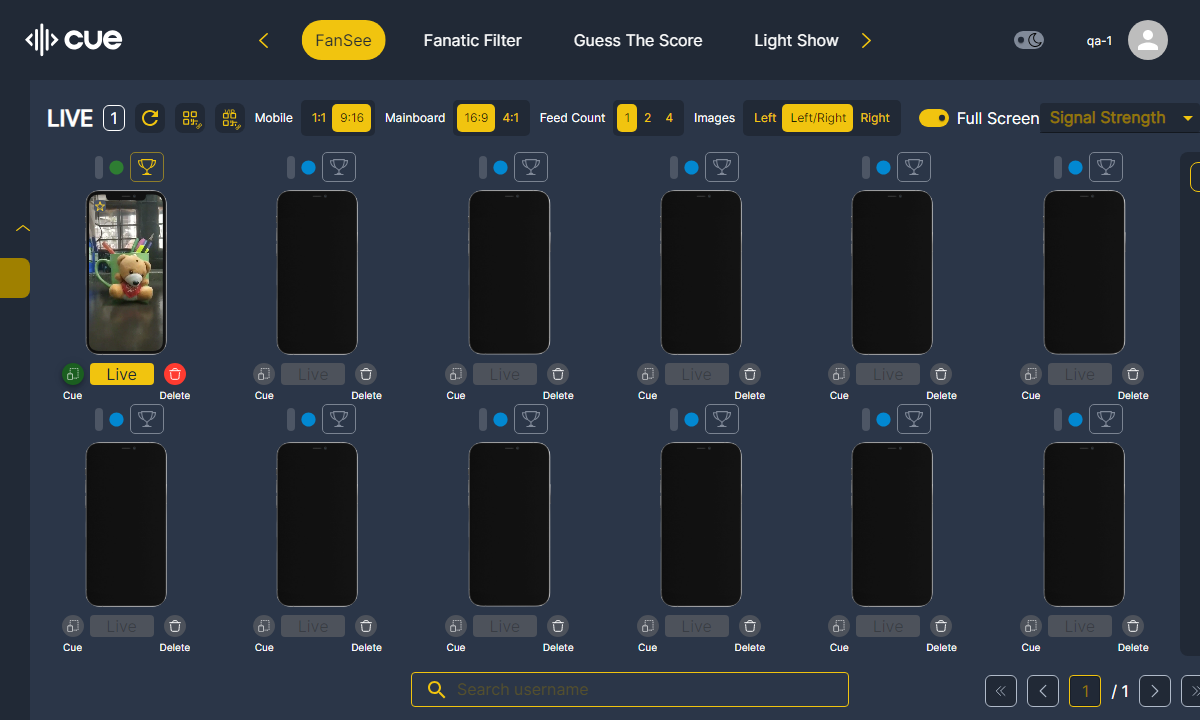 cue FanSee Fanatic Filter Guess The Score Light Show qa-1
LIVE 1 Mobile 1:1 9:16 Mainboard 16:9 4:1 Feed Count 1 2 4 Images Left Left/Right Right Full Screen Signal Strength
Live Live Live Live Live Live
Cue Delete Cue Delete Cue Delete Cue Delete Cue Delete Cue Delete
Live Live Live Live Live Live
Cue Delete Cue Delete Cue Delete Cue Delete Cue Delete Cue Delete
Search username 1 / 1